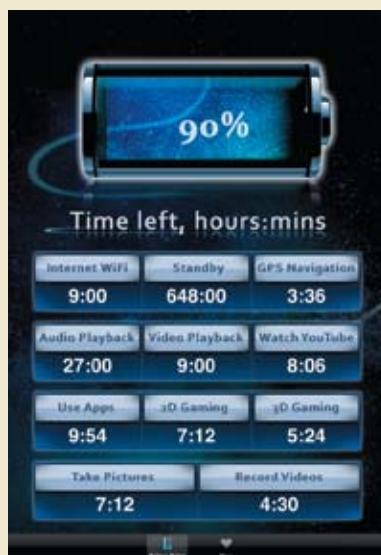 90%
Time left, hours:mins
Internet WiFi Standby GPS Navigation
9:00 648:00 3:36
Audio Playback Video Playback Watch YouTube
27:00 9:00 8:06
Use Apps 2D Gaming 3D Gaming
9:54 7:12 5:24
Take Pictures Record Videos
7:12 4:30